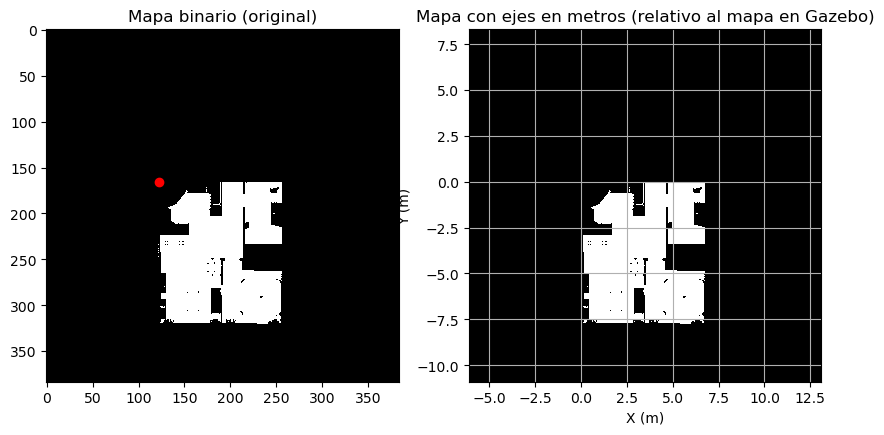 Mapa binario (original)
0
50
100
150
200
250
300
350
0 50 100 150 200 250 300 350
Mapa con ejes en metros (relativo al mapa en Gazebo)
Y (m)
7.5
5.0
2.5
0.0
−2.5
−5.0
−7.5
−10.0
−5.0 −2.5 0.0 2.5 5.0 7.5 10.0 12.5
X (m)